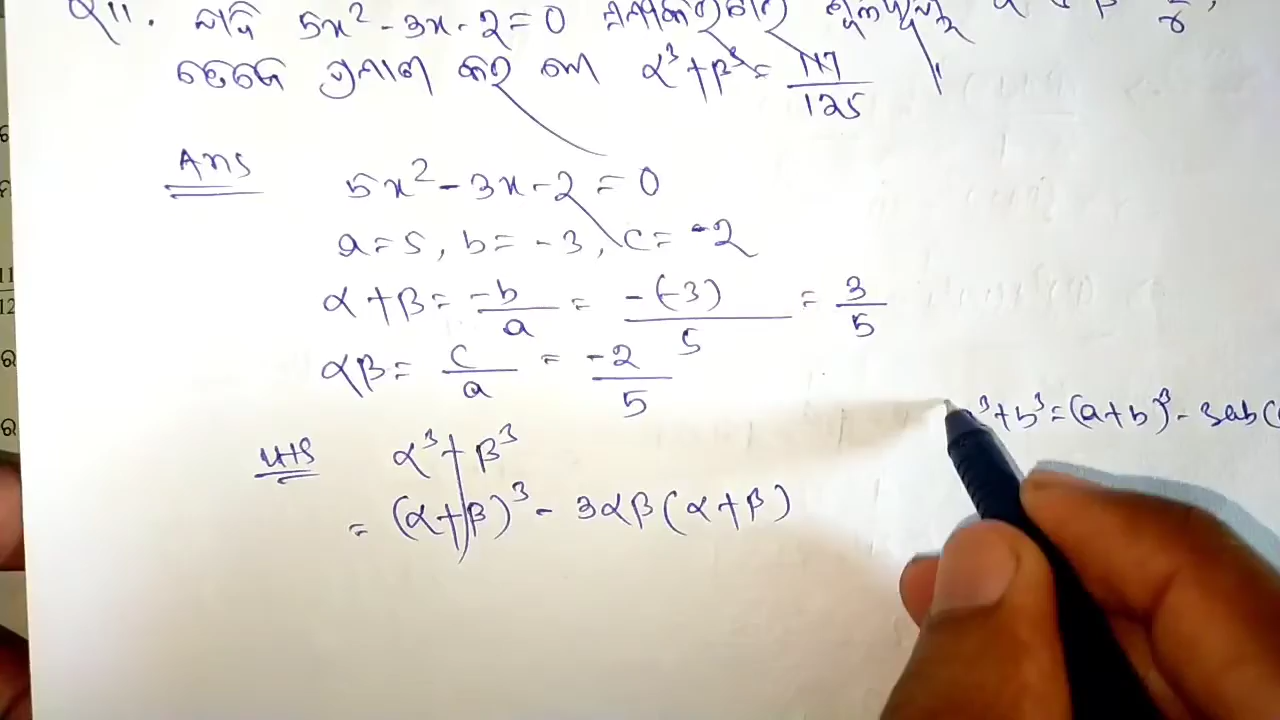 Q11. ଯଦି 5x² - 3x - 2 = 0 ସମୀକରଣର ମୂଳଦ୍ୱୟ α ଓ β
ତେବେ ପ୍ରମାଣ କର ଯେ α³ + β³ = 117/125 ।
Ans 5x² - 3x - 2 = 0
a = 5, b = -3, c = -2
α + β = -b/a = -(-3)/5 = 3/5
αβ = c/a = -2/5
LHS α³ + β³
³ + b³ = (a+b)³ - 3ab(
= (α+β)³ - 3αβ(α+β)